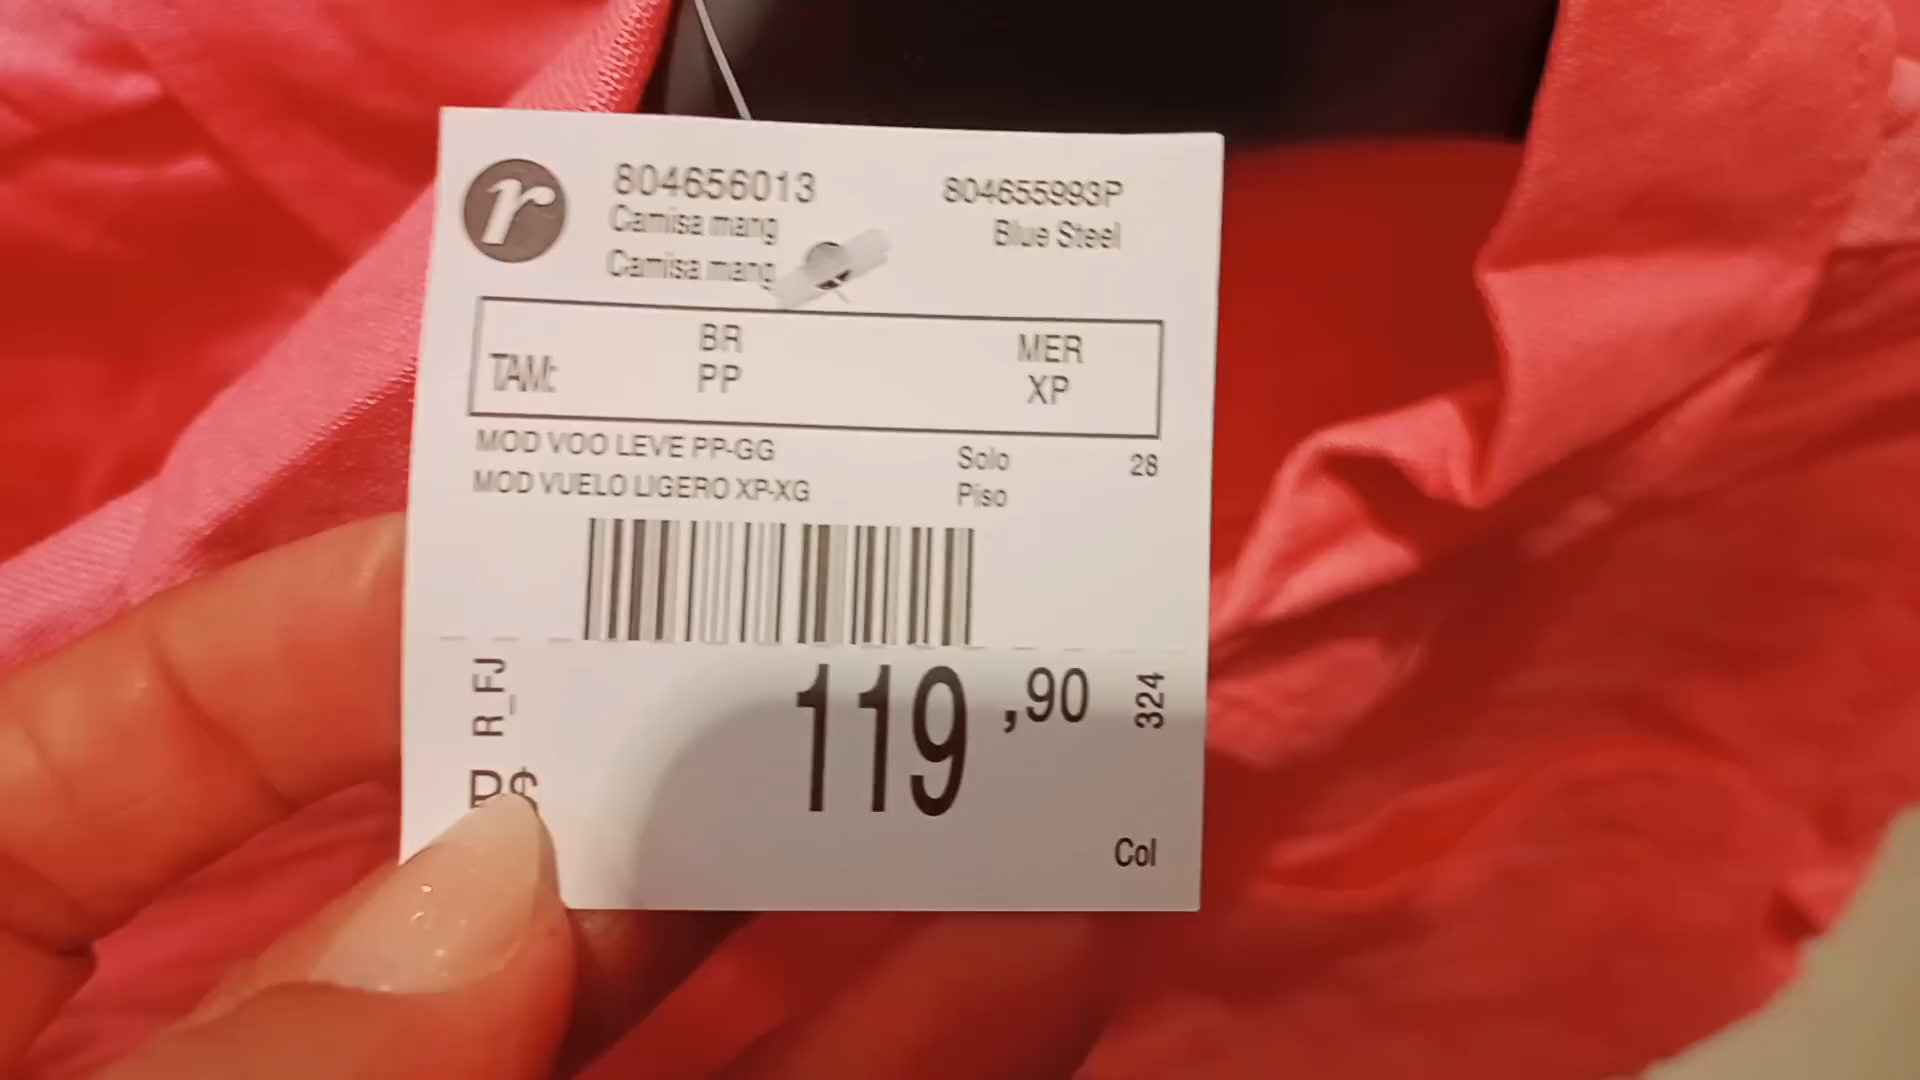 r
804656013
804655993P
Camisa mang
Blue Steel
Camisa mang
BR
MER
TAM:
PP
XP
MOD VOO LEVE PP-GG
Solo
28
MOD VUELO LIGERO XP-XG
Piso
R_FJ
119,90
324
R$
Col